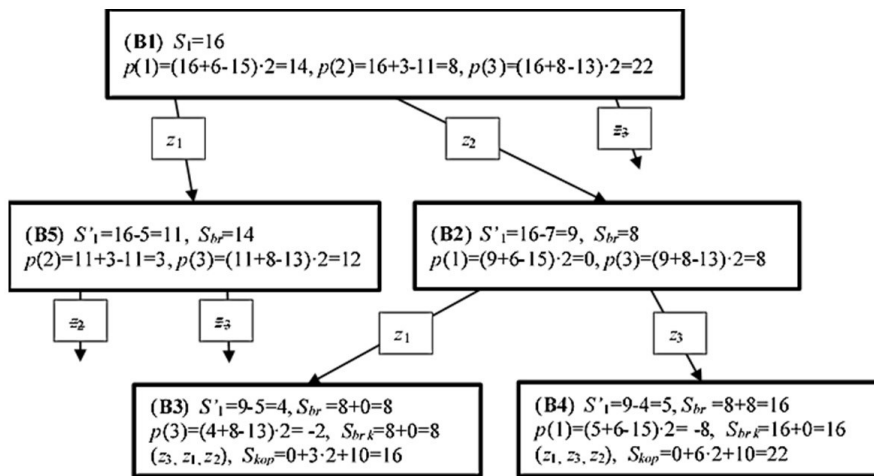 (B1) S₁=16
p(1)=(16+6-15)·2=14, p(2)=16+3-11=8, p(3)=(16+8-13)·2=22
z₁
z₂
z₃
(B5) S'₁=16-5=11, Sbr=14
p(2)=11+3-11=3, p(3)=(11+8-13)·2=12
(B2) S'₁=16-7=9, Sbr=8
p(1)=(9+6-15)·2=0, p(3)=(9+8-13)·2=8
z₂
z₃
z₁
z₃
(B3) S'₁=9-5=4, Sbr=8+0=8
p(3)=(4+8-13)·2= -2, Sbr k=8+0=8
(z₃, z₁, z₂), Skop=0+3·2+10=16
(B4) S'₁=9-4=5, Sbr =8+8=16
p(1)=(5+6-15)·2= -8, Sbr k=16+0=16
(z₁, z₃, z₂), Skop=0+6·2+10=22